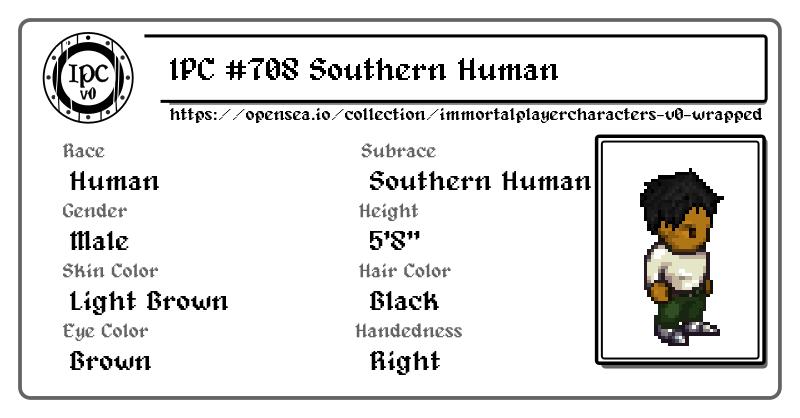 IPC
v0
IPC #708 Southern Human
https://opensea.io/collection/immortalplayercharacters-v0-wrapped
Race
Subrace
Human
Southern Human
Gender
Height
Male
5'8"
Skin Color
Hair Color
Light Brown
Black
Eye Color
Handedness
Brown
Right